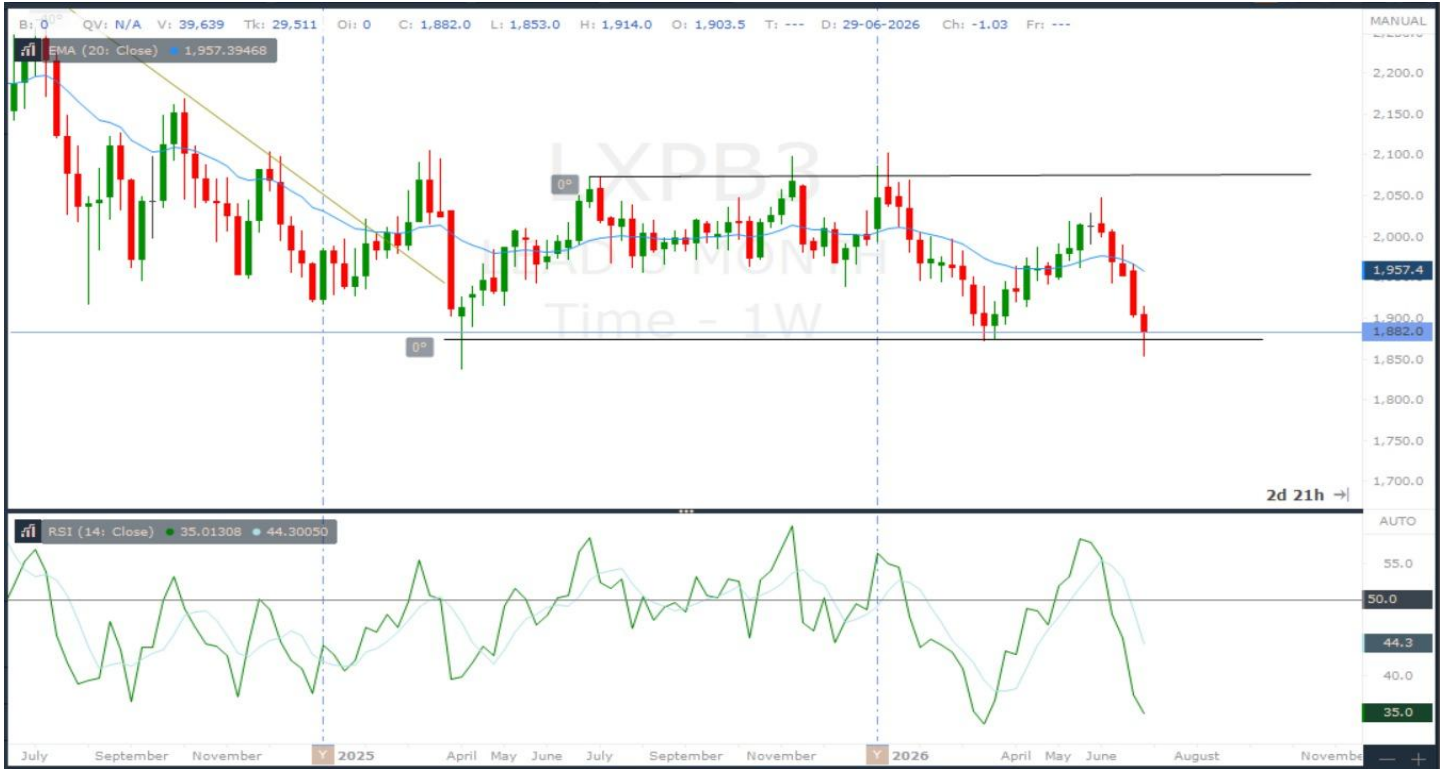 B: 0 QV: N/A V: 39,639 Tk: 29,511 Oi: 0 C: 1,882.0 L: 1,853.0 H: 1,914.0 O: 1,903.5 T: --- D: 29-06-2026 Ch: -1.03 Fr: ---
MANUAL
EMA (20: Close) 1,957.39468
2,200.0
2,150.0
2,100.0
LXPB3
0°
2,050.0
2,000.0
MONTH
1,957.4
Time - 1W
1,900.0
1,882.0
0°
1,850.0
1,800.0
1,750.0
1,700.0
2d 21h
RSI (14: Close) 35.01308 44.30050
AUTO
55.0
50.0
44.3
40.0
35.0
July September November Y 2025 April May June July September November Y 2026 April May June August Novembe